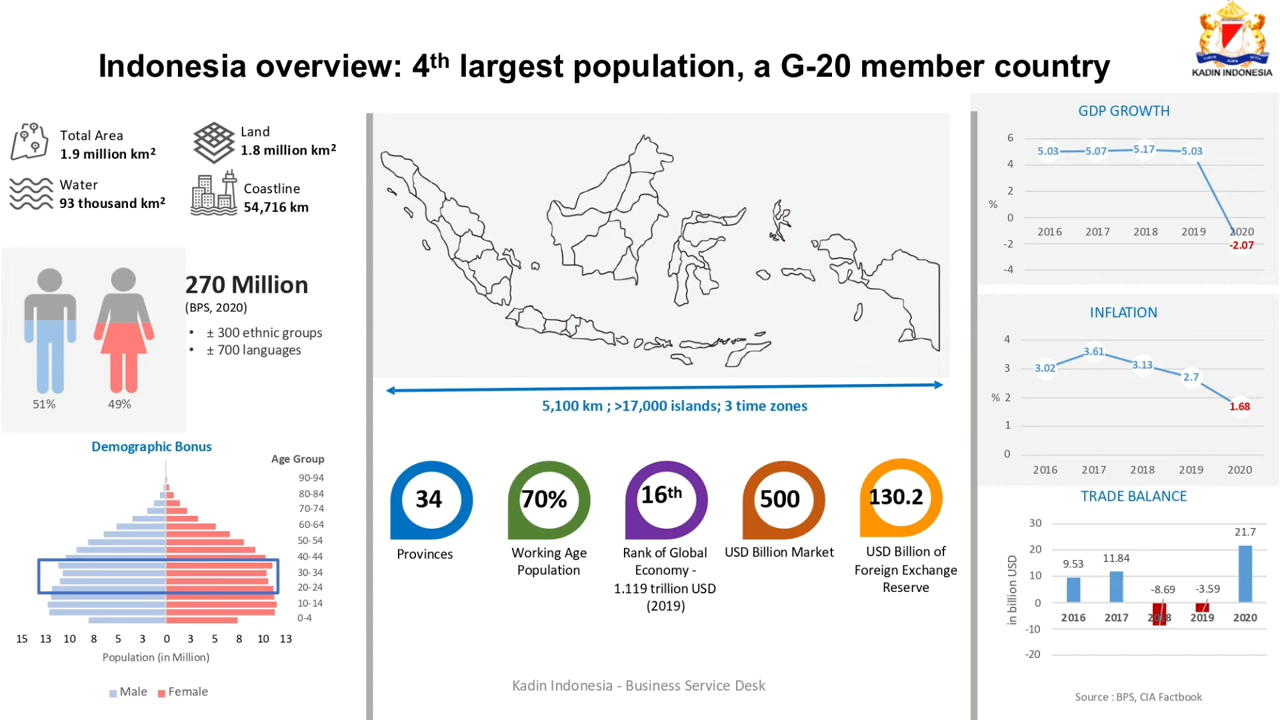 Indonesia overview: 4th largest population, a G-20 member country
KADIN INDONESIA
Total Area
1.9 million km2
Land
1.8 million km2
Water
93 thousand km2
Coastline
54,716 km
270 Million
(BPS, 2020)
• ± 300 ethnic groups
• ± 700 languages
51%
49%
Demographic Bonus
Age Group
90-94
80-84
70-74
60-64
50-54
40-44
30-34
20-24
10-14
0-4
15 13 10 8 5 3 0 3 5 8 10 13
Population (in Million)
Male Female
5,100 km ; >17,000 islands; 3 time zones
34
Provinces
70%
Working Age
Population
16th
Rank of Global
Economy -
1.119 trillion USD
(2019)
500
USD Billion Market
130.2
USD Billion of
Foreign Exchange
Reserve
Kadin Indonesia - Business Service Desk
GDP GROWTH
6
4
2
0
-2
-4
%
5.03 5.07 5.17 5.03
-2.07
2016 2017 2018 2019 2020
INFLATION
4
3
2
1
0
%
3.02 3.61 3.13 2.7 1.68
2016 2017 2018 2019 2020
TRADE BALANCE
30
20
10
0
-10
-20
in billion USD
9.53 11.84 -8.69 -3.59 21.7
2016 2017 2018 2019 2020
Source : BPS, CIA Factbook